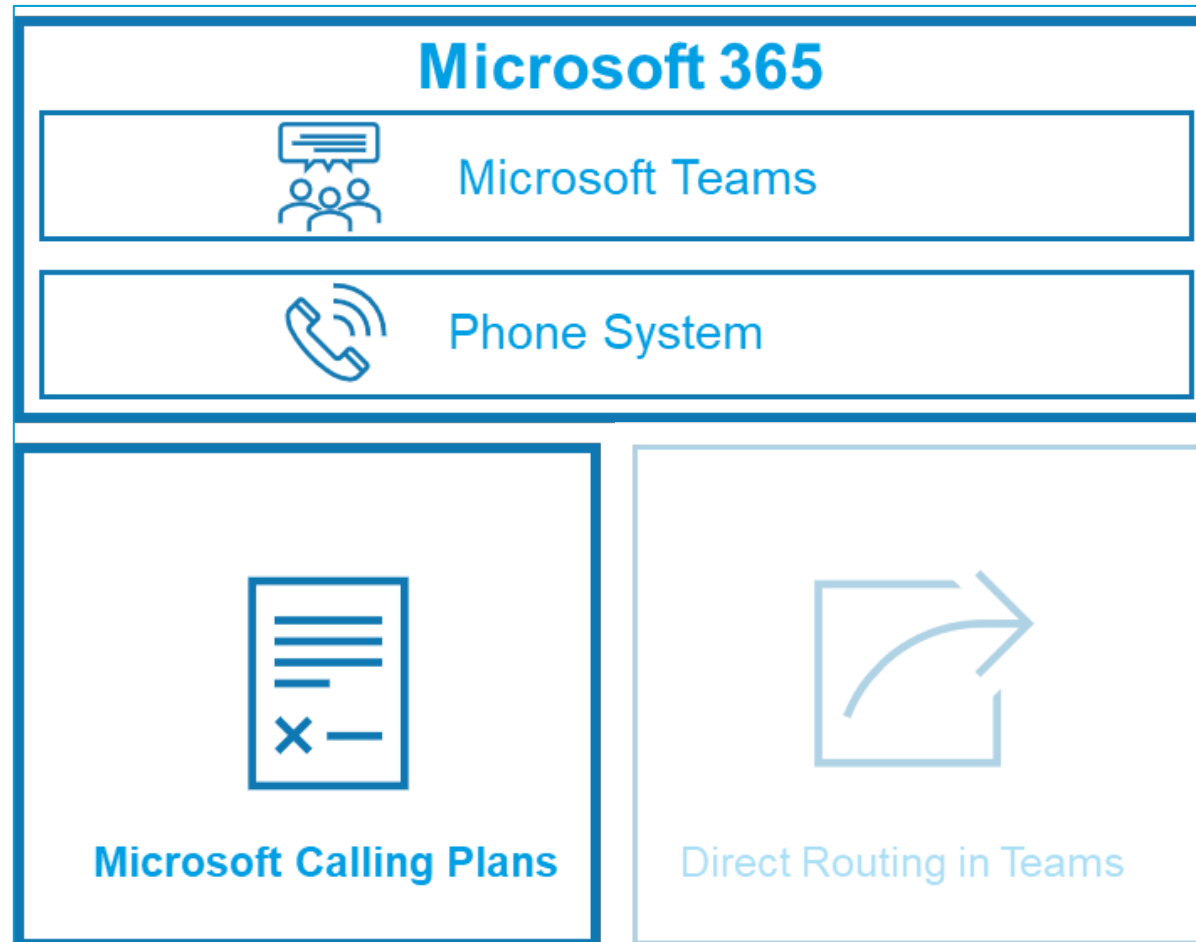 Microsoft 365
Microsoft Teams
Phone System
Microsoft Calling Plans
Direct Routing in Teams